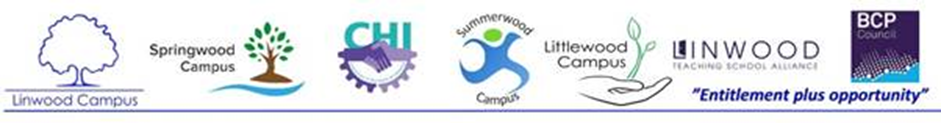 Linwood Campus
Springwood
Campus
CHI
Summerwood
Campus
Littlewood
Campus
LINWOOD
TEACHING SCHOOL ALLIANCE
BCP
Council
"Entitlement plus opportunity"